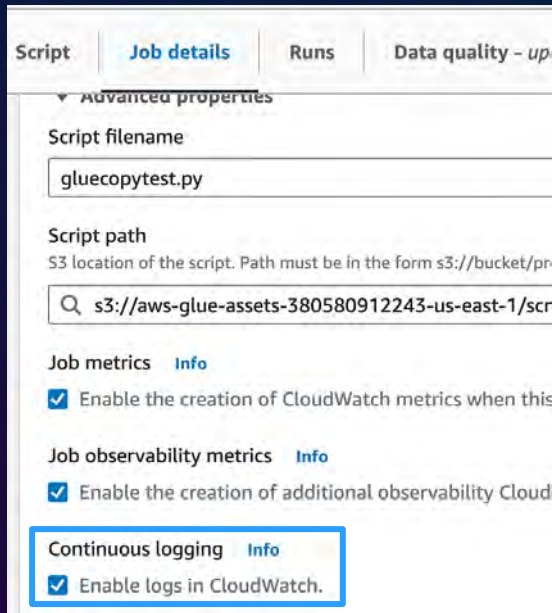 Script
Job details
Runs
Data quality - up
Advanced properties
Script filename
gluecopytest.py
Script path
S3 location of the script. Path must be in the form s3://bucket/pr
s3://aws-glue-assets-380580912243-us-east-1/scr
Job metrics Info
Enable the creation of CloudWatch metrics when this
Job observability metrics Info
Enable the creation of additional observability Cloud
Continuous logging Info
Enable logs in CloudWatch.